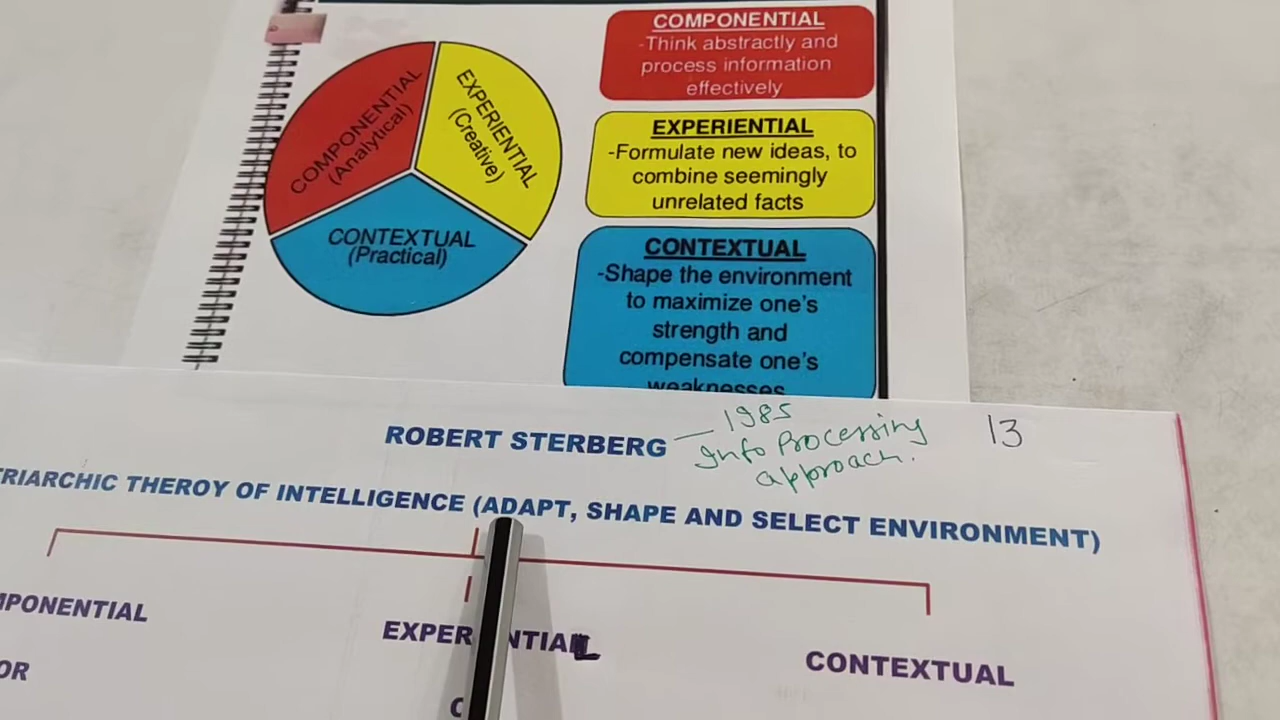 COMPONENTIAL
(Analytical)
EXPERIENTIAL
(Creative)
CONTEXTUAL
(Practical)
COMPONENTIAL
-Think abstractly and
process information
effectively
EXPERIENTIAL
-Formulate new ideas, to
combine seemingly
unrelated facts
CONTEXTUAL
-Shape the environment
to maximize one's
strength and
compensate one's
weaknesses
ROBERT STERBERG — 1985
Info Processing
approach.
13
TRIARCHIC THEROY OF INTELLIGENCE (ADAPT, SHAPE AND SELECT ENVIRONMENT)
MPONENTIAL
EXPER NTIAL
CONTEXTUAL
OR